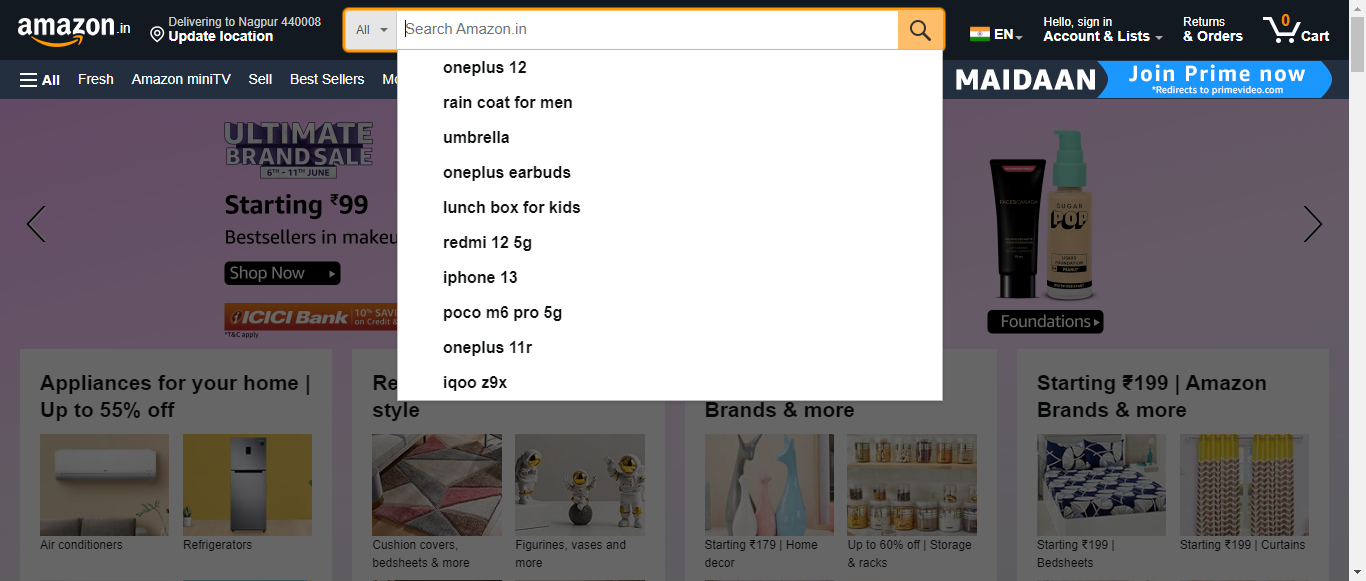 amazon.in
Delivering to Nagpur 440008
Update location
All
Search Amazon.in
EN
Hello, sign in
Account & Lists
Returns
& Orders
0
Cart
All
Fresh
Amazon miniTV
Sell
Best Sellers
MAIDAAN
Join Prime now
*Redirects to primevideo.com
oneplus 12
rain coat for men
umbrella
oneplus earbuds
lunch box for kids
redmi 12 5g
iphone 13
poco m6 pro 5g
oneplus 11r
iqoo z9x
ULTIMATE
BRAND SALE
6TH - 11TH JUNE
Starting ₹99
Bestsellers in
Shop Now
ICICI Bank
10%
on Credit &
*T&C apply
FACES CANADA
SUGAR
POP
LIQUID
FOUNDATION
Foundations
Appliances for your home |
Up to 55% off
Air conditioners
Refrigerators
style
Cushion covers,
bedsheets & more
Figurines, vases and
more
Brands & more
Starting ₹179 | Home
decor
Up to 60% off | Storage
& racks
Starting ₹199 | Amazon
Brands & more
Starting ₹199 |
Bedsheets
Starting ₹199 | Curtains